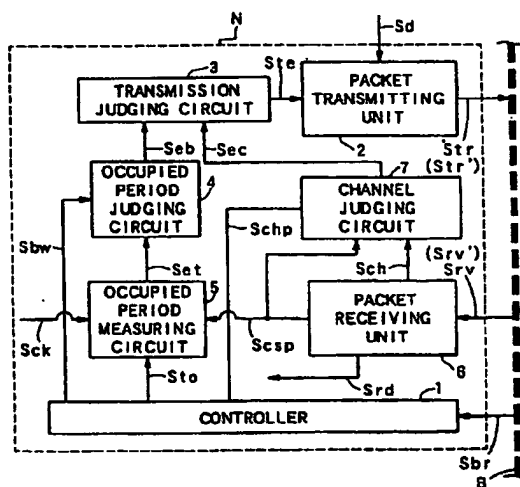 N
Sd
3
TRANSMISSION
JUDGING CIRCUIT
Ste
PACKET
TRANSMITTING
UNIT
2
Str
(Str')
Seb
Sec
OCCUPIED
PERIOD
JUDGING
CIRCUIT
4
7
CHANNEL
JUDGING
CIRCUIT
Sbw
Schp
Set
Sch
(Srv')
Srv
OCCUPIED
PERIOD
MEASURING
CIRCUIT
5
Sck
Scsp
PACKET
RECEIVING
UNIT
6
Sto
Srd
CONTROLLER
1
Sbr
B